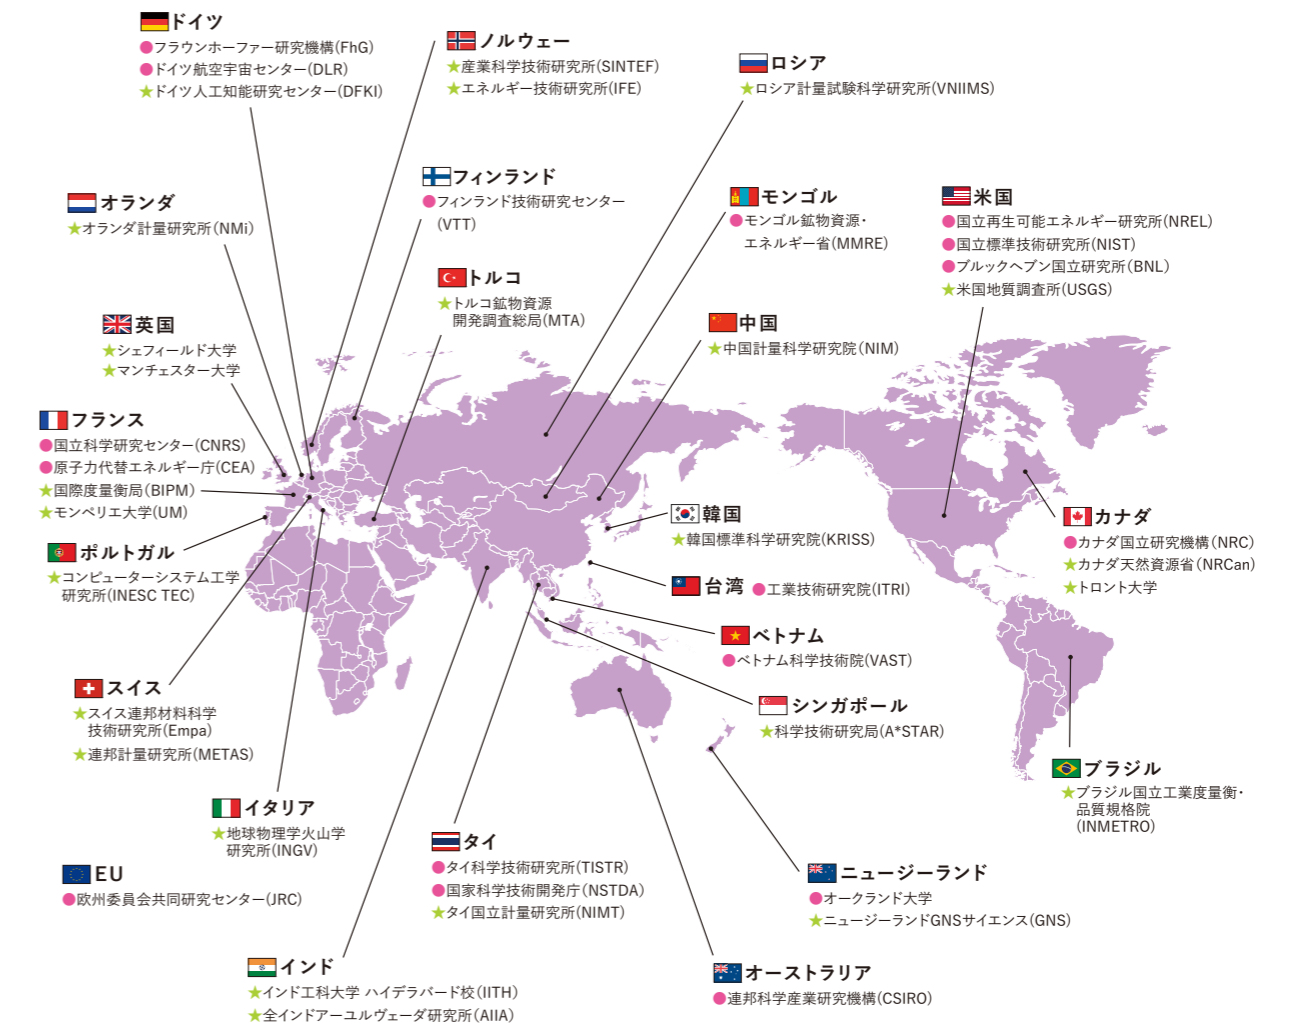 ドイツ
●フラウンホーファー研究機構(FhG)
●ドイツ航空宇宙センター(DLR)
★ドイツ人工知能研究センター(DFKI)
ノルウェー
★産業科学技術研究所(SINTEF)
★エネルギー技術研究所(IFE)
ロシア
★ロシア計量試験科学研究所(VNIIMS)
オランダ
★オランダ計量研究所(NMi)
フィンランド
●フィンランド技術研究センター
(VTT)
モンゴル
●モンゴル鉱物資源・
エネルギー省(MMRE)
米国
●国立再生可能エネルギー研究所(NREL)
●国立標準技術研究所(NIST)
●ブルックヘブン国立研究所(BNL)
★米国地質調査所(USGS)
トルコ
★トルコ鉱物資源
開発調査総局(MTA)
英国
★シェフィールド大学
★マンチェスター大学
中国
★中国計量科学研究院(NIM)
フランス
●国立科学研究センター(CNRS)
●原子力代替エネルギー庁(CEA)
★国際度量衡局(BIPM)
★モンペリエ大学(UM)
韓国
★韓国標準科学研究院(KRISS)
カナダ
●カナダ国立研究機構(NRC)
★カナダ天然資源省(NRCan)
★トロント大学
ポルトガル
★コンピューターシステム工学
研究所(INESC TEC)
台湾
●工業技術研究院(ITRI)
ベトナム
●ベトナム科学技術院(VAST)
スイス
★スイス連邦材料科学
技術研究所(Empa)
★連邦計量研究所(METAS)
シンガポール
★科学技術研究局(A*STAR)
ブラジル
★ブラジル国立工業度量衡・
品質規格院
(INMETRO)
イタリア
★地球物理学火山学
研究所(INGV)
タイ
●タイ科学技術研究所(TISTR)
●国家科学技術開発庁(NSTDA)
★タイ国立計量研究所(NIMT)
EU
●欧州委員会共同研究センター(JRC)
ニュージーランド
●オークランド大学
★ニュージーランドGNSサイエンス(GNS)
インド
★インド工科大学 ハイデラバード校(IITH)
★全インドアーユルヴェーダ研究所(AIIA)
オーストラリア
●連邦科学産業研究機構(CSIRO)